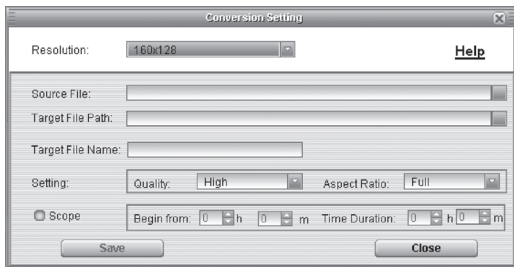 Conversion Setting
Resolution: 160x128 Help
Source File:
Target File Path:
Target File Name:
Setting: Quality: High Aspect Ratio: Full
Scope Begin from: 0 h 0 m Time Duration: 0 h 0 m
Save Close